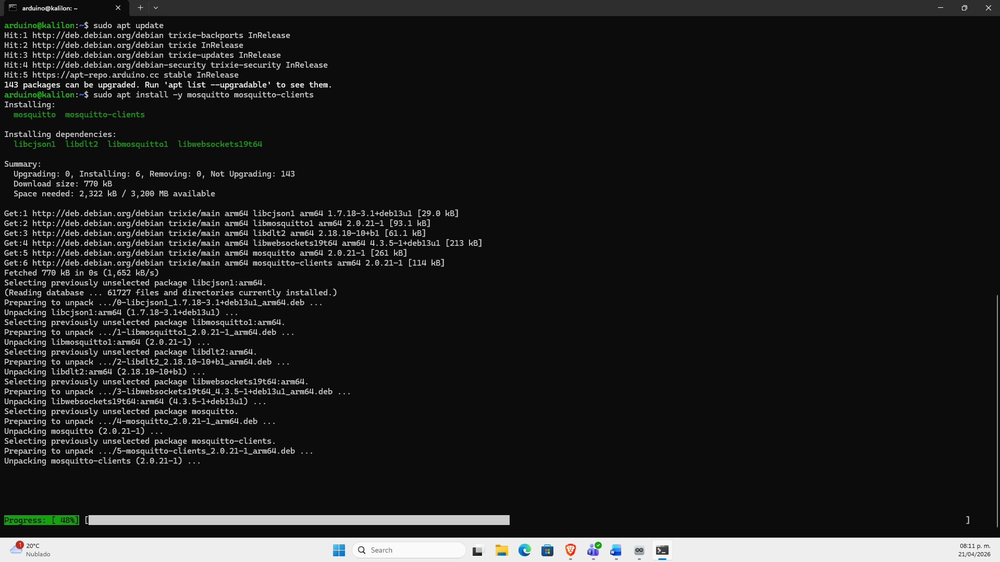 arduino@kalilon: ~
arduino@kalilon:~$ sudo apt update
Hit:1 http://deb.debian.org/debian trixie-backports InRelease
Hit:2 http://deb.debian.org/debian trixie InRelease
Hit:3 http://deb.debian.org/debian trixie-updates InRelease
Hit:4 http://deb.debian.org/debian-security trixie-security InRelease
Hit:5 https://apt-repo.arduino.cc stable InRelease
143 packages can be upgraded. Run 'apt list --upgradable' to see them.
arduino@kalilon:~$ sudo apt install -y mosquitto mosquitto-clients
Installing:
  mosquitto  mosquitto-clients

Installing dependencies:
  libcjson1  libdlt2  libmosquitto1  libwebsockets19t64

Summary:
  Upgrading: 0, Installing: 6, Removing: 0, Not Upgrading: 143
  Download size: 770 kB
  Space needed: 2,322 kB / 3,200 MB available

Get:1 http://deb.debian.org/debian trixie/main arm64 libcjson1 arm64 1.7.18-3.1+deb13u1 [29.0 kB]
Get:2 http://deb.debian.org/debian trixie/main arm64 libmosquitto1 arm64 2.0.21-1 [93.1 kB]
Get:3 http://deb.debian.org/debian trixie/main arm64 libdlt2 arm64 2.18.10-10+b1 [61.1 kB]
Get:4 http://deb.debian.org/debian trixie/main arm64 libwebsockets19t64 arm64 4.3.5-1+deb13u1 [213 kB]
Get:5 http://deb.debian.org/debian trixie/main arm64 mosquitto arm64 2.0.21-1 [261 kB]
Get:6 http://deb.debian.org/debian trixie/main arm64 mosquitto-clients arm64 2.0.21-1 [114 kB]
Fetched 770 kB in 0s (1,652 kB/s)
Selecting previously unselected package libcjson1:arm64.
(Reading database ... 61727 files and directories currently installed.)
Preparing to unpack .../0-libcjson1_1.7.18-3.1+deb13u1_arm64.deb ...
Unpacking libcjson1:arm64 (1.7.18-3.1+deb13u1) ...
Selecting previously unselected package libmosquitto1:arm64.
Preparing to unpack .../1-libmosquitto1_2.0.21-1_arm64.deb ...
Unpacking libmosquitto1:arm64 (2.0.21-1) ...
Selecting previously unselected package libdlt2:arm64.
Preparing to unpack .../2-libdlt2_2.18.10-10+b1_arm64.deb ...
Unpacking libdlt2:arm64 (2.18.10-10+b1) ...
Selecting previously unselected package libwebsockets19t64:arm64.
Preparing to unpack .../3-libwebsockets19t64_4.3.5-1+deb13u1_arm64.deb ...
Unpacking libwebsockets19t64:arm64 (4.3.5-1+deb13u1) ...
Selecting previously unselected package mosquitto.
Preparing to unpack .../4-mosquitto_2.0.21-1_arm64.deb ...
Unpacking mosquitto (2.0.21-1) ...
Selecting previously unselected package mosquitto-clients.
Preparing to unpack .../5-mosquitto-clients_2.0.21-1_arm64.deb ...
Unpacking mosquitto-clients (2.0.21-1) ...
Progress: [ 48%] [ ]
1
20°C
Nublado
Search
08:11 p. m.
21/04/2026